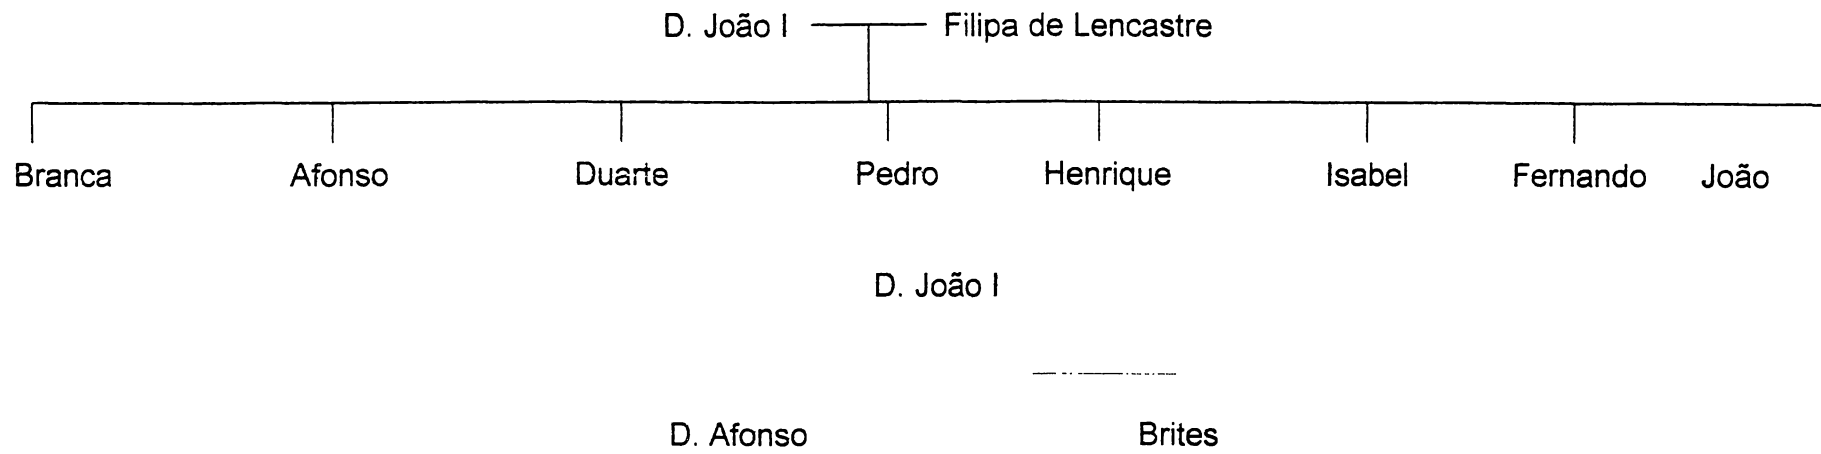 D. João I Filipa de Lencastre
Branca Afonso Duarte Pedro Henrique Isabel Fernando João
D. João I
D. Afonso Brites